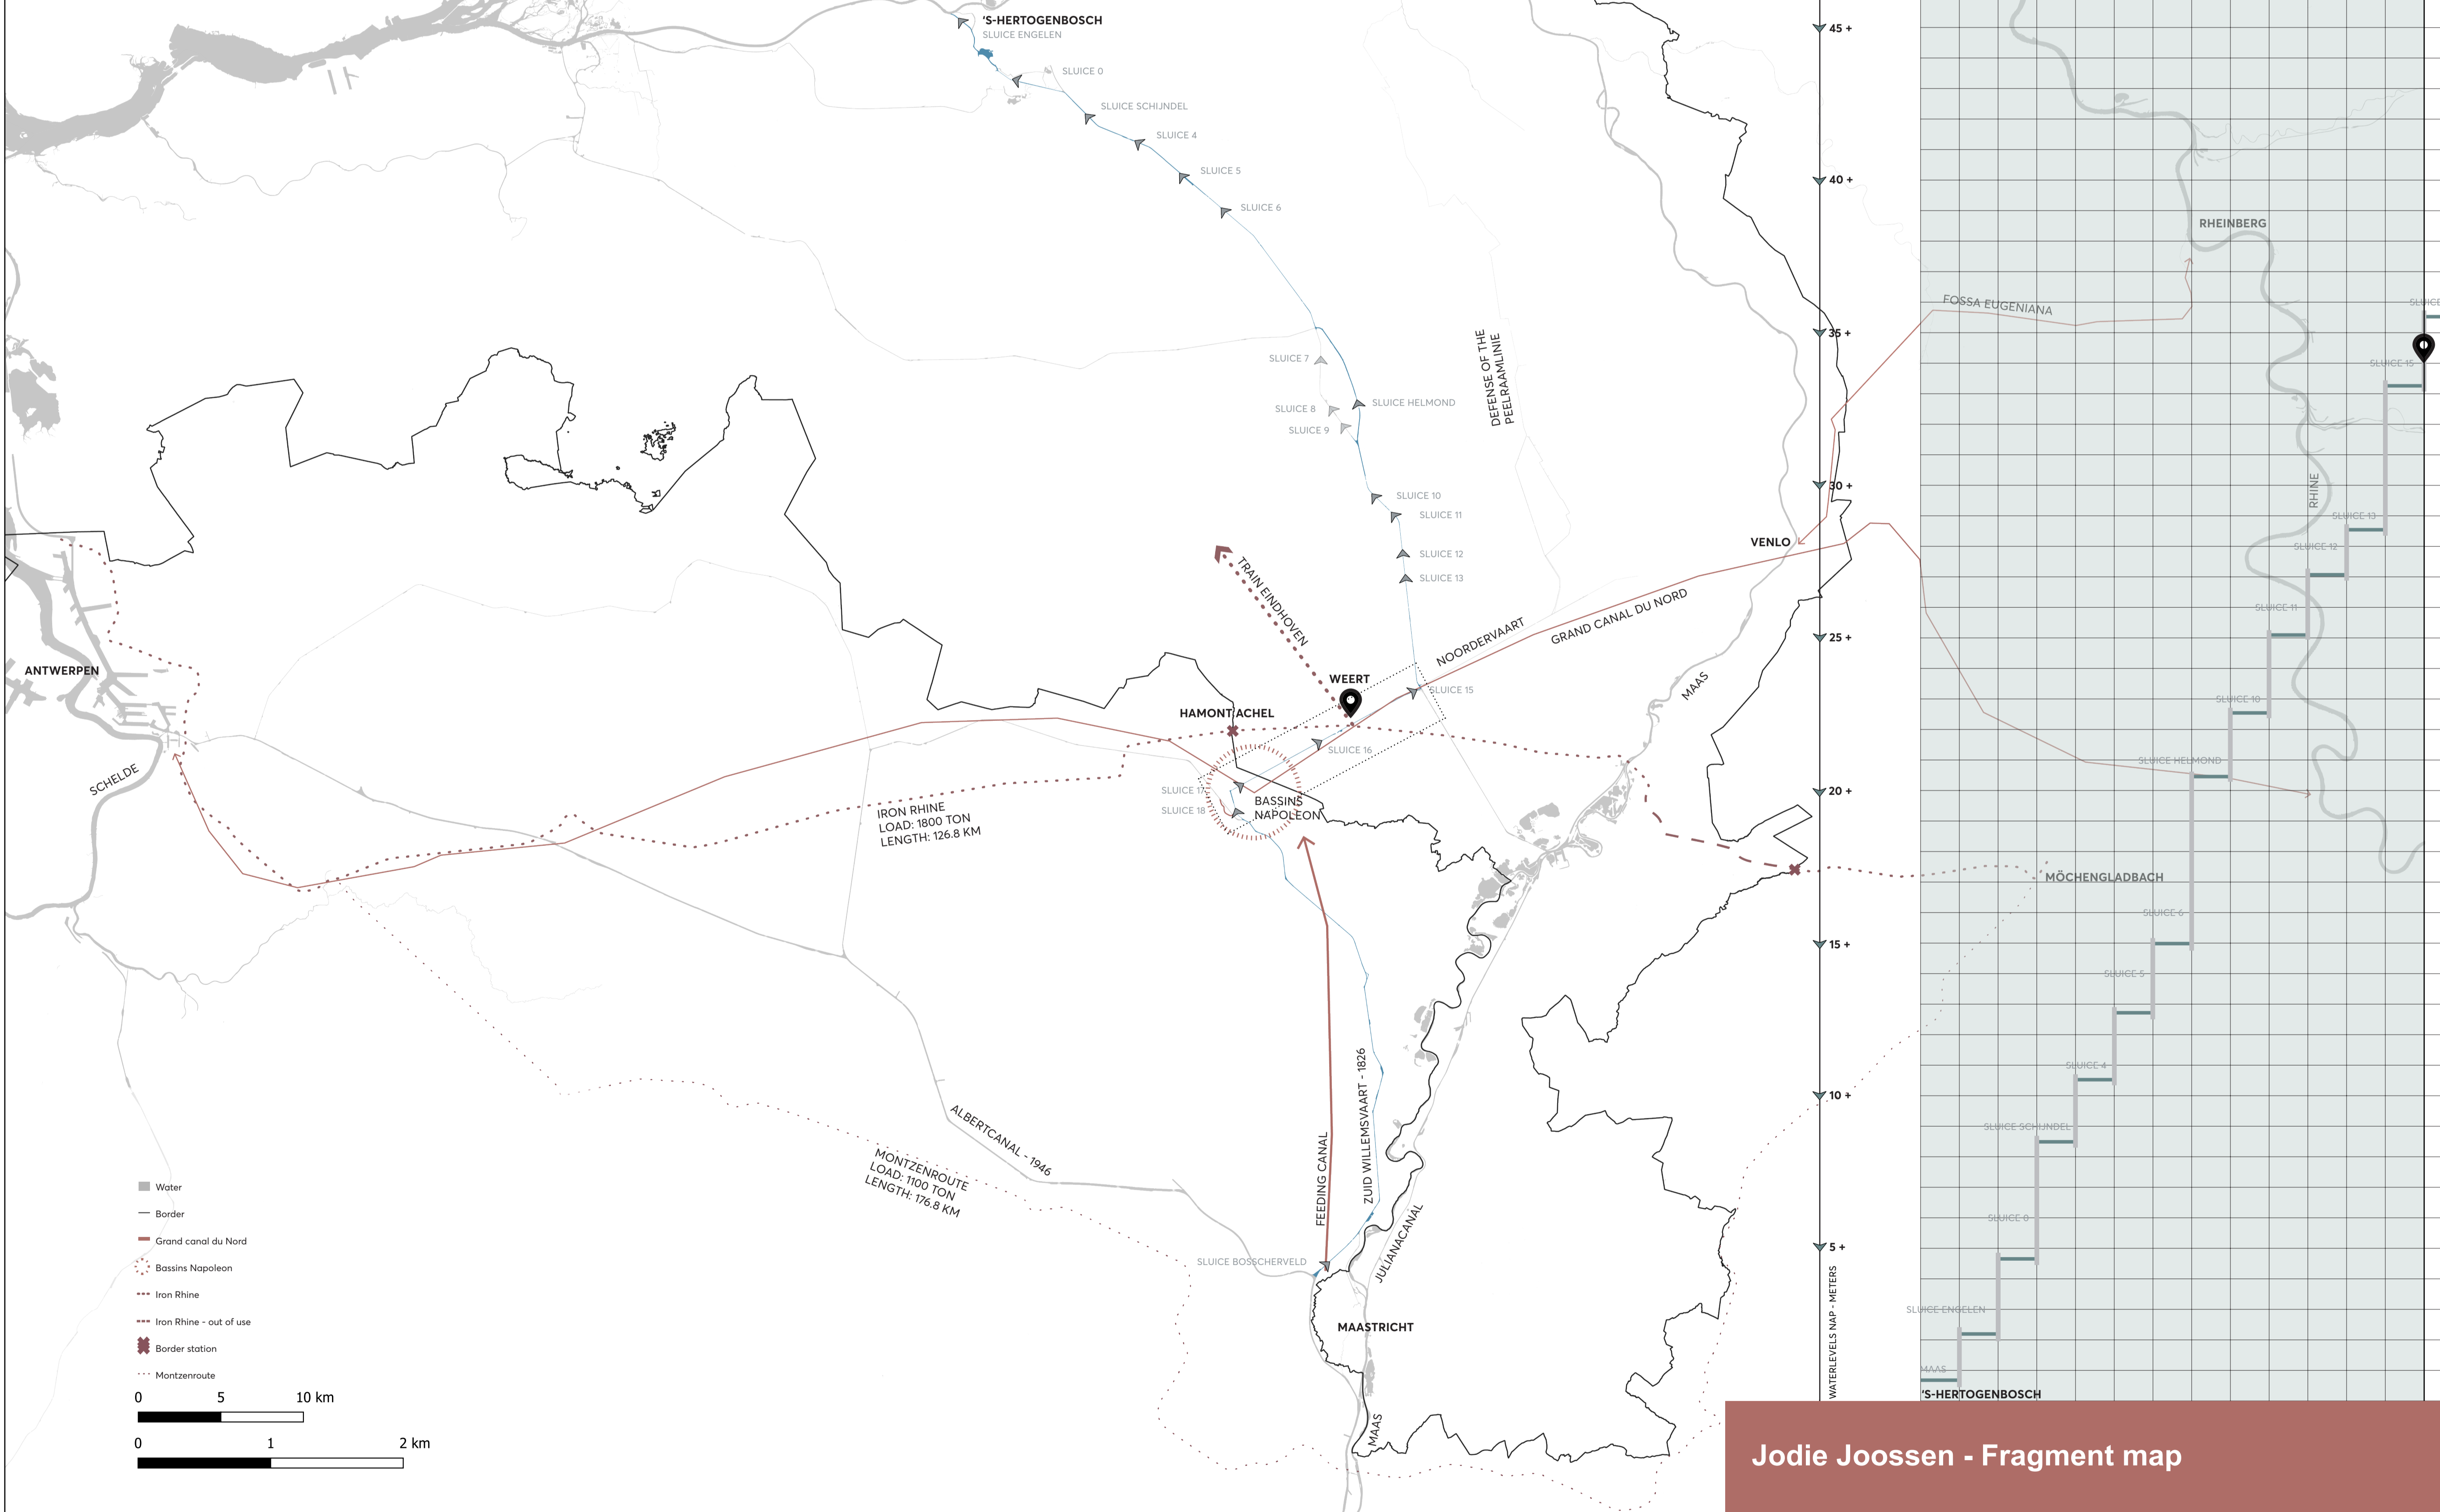 'S-HERTOGENBOSCH
SLUICE ENGELEN
SLUICE 0
SLUICE SCHIJNDEL
SLUICE 4
SLUICE 5
SLUICE 6
SLUICE 7
SLUICE 8
SLUICE 9
SLUICE HELMOND
SLUICE 10
SLUICE 11
SLUICE 12
SLUICE 13
DEFENSE OF THE
PEELRAAMLINIE
TRAIN EINDHOVEN
NOORDERVAART
GRAND CANAL DU NORD
VENLO
WEERT
HAMONT ACHEL
SLUICE 15
SLUICE 16
SLUICE 17
SLUICE 18
BASSINS
NAPOLEON
MAAS
ANTWERPEN
SCHELDE
IRON RHINE
LOAD: 1800 TON
LENGTH: 126.8 KM
ALBERTCANAL - 1946
MONTZENROUTE
LOAD: 1100 TON
LENGTH: 176.8 KM
FEEDING CANAL
ZUID WILLEMSVAART - 1826
JULIANACANAL
SLUICE BOSSCHERVELD
MAASTRICHT
MAAS
Water
Border
Grand canal du Nord
Bassins Napoleon
Iron Rhine
Iron Rhine - out of use
Border station
Montzenroute
0 5 10 km
0 1 2 km
45 +
40 +
35 +
30 +
25 +
20 +
15 +
10 +
5 +
WATERLEVELS NAP - METERS
RHEINBERG
FOSSA EUGENIANA
RHINE
MÖCHENGLADBACH
SLUICE 15
SLUICE 13
SLUICE 12
SLUICE 11
SLUICE 10
SLUICE HELMOND
SLUICE 6
SLUICE 5
SLUICE 4
SLUICE SCHIJNDEL
SLUICE 0
SLUICE ENGELEN
MAAS
'S-HERTOGENBOSCH
Jodie Joossen - Fragment map